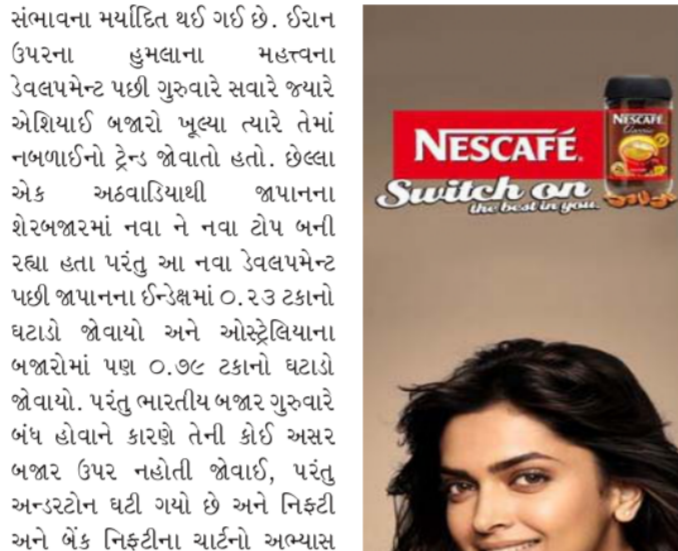 સંભાવના મર્યાદિત થઈ ગઈ છે. ઈરાન
ઉપરના હુમલાના મહત્ત્વના
ડેવલપમેન્ટ પછી ગુરુવારે સવારે જ્યારે
એશિયાઈ બજારો ખૂલ્યા ત્યારે તેમાં
નબળાઈનો ટ્રેન્ડ જોવાતો હતો. છેલ્લા
એક અઠવાડિયાથી જાપાનના
શેરબજારમાં નવા ને નવા ટોપ બની
રહ્યા હતા પરંતુ આ નવા ડેવલપમેન્ટ
પછી જાપાનના ઈન્ડેક્ષમાં ૦.૨૩ ટકાનો
ઘટાડો જોવાયો અને ઓસ્ટ્રેલિયાના
બજારોમાં પણ ૦.૭૯ ટકાનો ઘટાડો
જોવાયો. પરંતુ ભારતીય બજાર ગુરુવારે
બંધ હોવાને કારણે તેની કોઈ અસર
બજાર ઉપર નહોતી જોવાઈ, પરંતુ
અન્ડરટોન ઘટી ગયો છે અને નિફ્ટી
અને બેંક નિફ્ટીના ચાર્ટનો અભ્યાસ
NESCAFÉ.
Switch on
the best in you.
NESCAFÉ
Classic